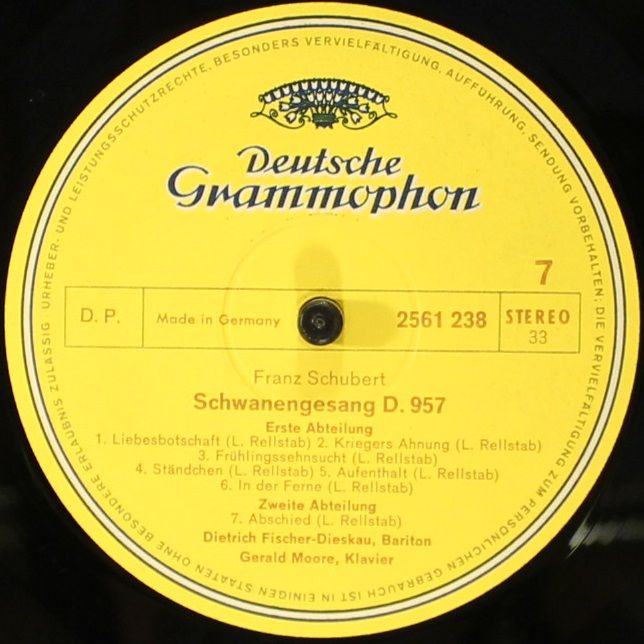 URHEBER- UND LEISTUNGSSCHUTZRECHTE, BESONDERS VERVIELFÄLTIGUNG, AUFFÜHRUNG, SENDUNG VORBEHALTEN; DIE VERVIELFÄLTIGUNG ZUM PERSÖNLICHEN GEBRAUCH IST IN EINIGEN STAATEN OHNE BESONDERE ERLAUBNIS ZULÄSSIG
Deutsche
Grammophon
7
D. P. Made in Germany 2561 238 STEREO
33
Franz Schubert
Schwanengesang D. 957
Erste Abteilung
1. Liebesbotschaft (L. Rellstab) 2. Kriegers Ahnung (L. Rellstab)
3. Frühlingssehnsucht (L. Rellstab)
4. Ständchen (L. Rellstab) 5. Aufenthalt (L. Rellstab)
6. In der Ferne (L. Rellstab)
Zweite Abteilung
7. Abschied (L. Rellstab)
Dietrich Fischer-Dieskau, Bariton
Gerald Moore, Klavier